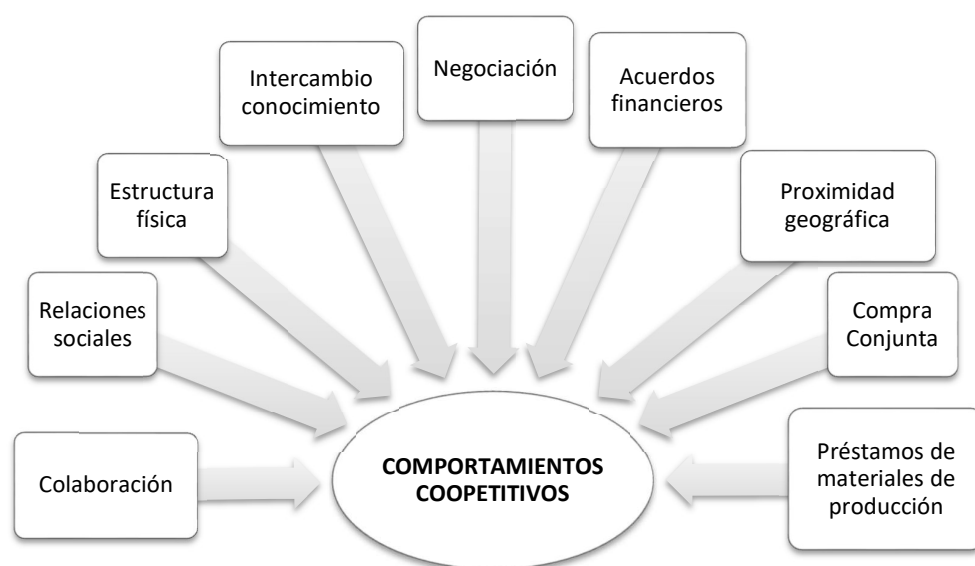 Negociación
Intercambio
conocimiento
Acuerdos
financieros
Estructura
física
Proximidad
geográfica
Relaciones
sociales
Compra
Conjunta
Colaboración
COMPORTAMIENTOS
COOPETITIVOS
Préstamos de
materiales de
producción